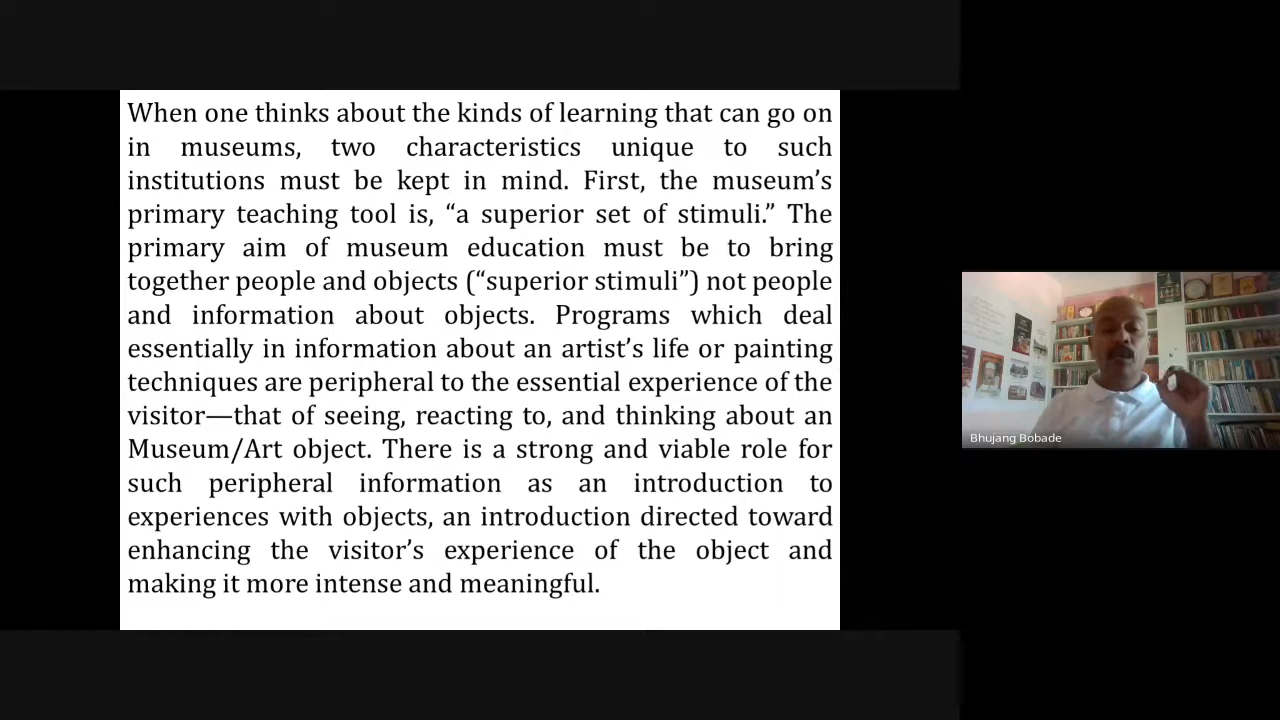 When one thinks about the kinds of learning that can go on
in museums, two characteristics unique to such
institutions must be kept in mind. First, the museum’s
primary teaching tool is, “a superior set of stimuli.” The
primary aim of museum education must be to bring
together people and objects (“superior stimuli”) not people
and information about objects. Programs which deal
essentially in information about an artist’s life or painting
techniques are peripheral to the essential experience of the
visitor—that of seeing, reacting to, and thinking about an
Museum/Art object. There is a strong and viable role for
such peripheral information as an introduction to
experiences with objects, an introduction directed toward
enhancing the visitor’s experience of the object and
making it more intense and meaningful.
Bhujang Bobade